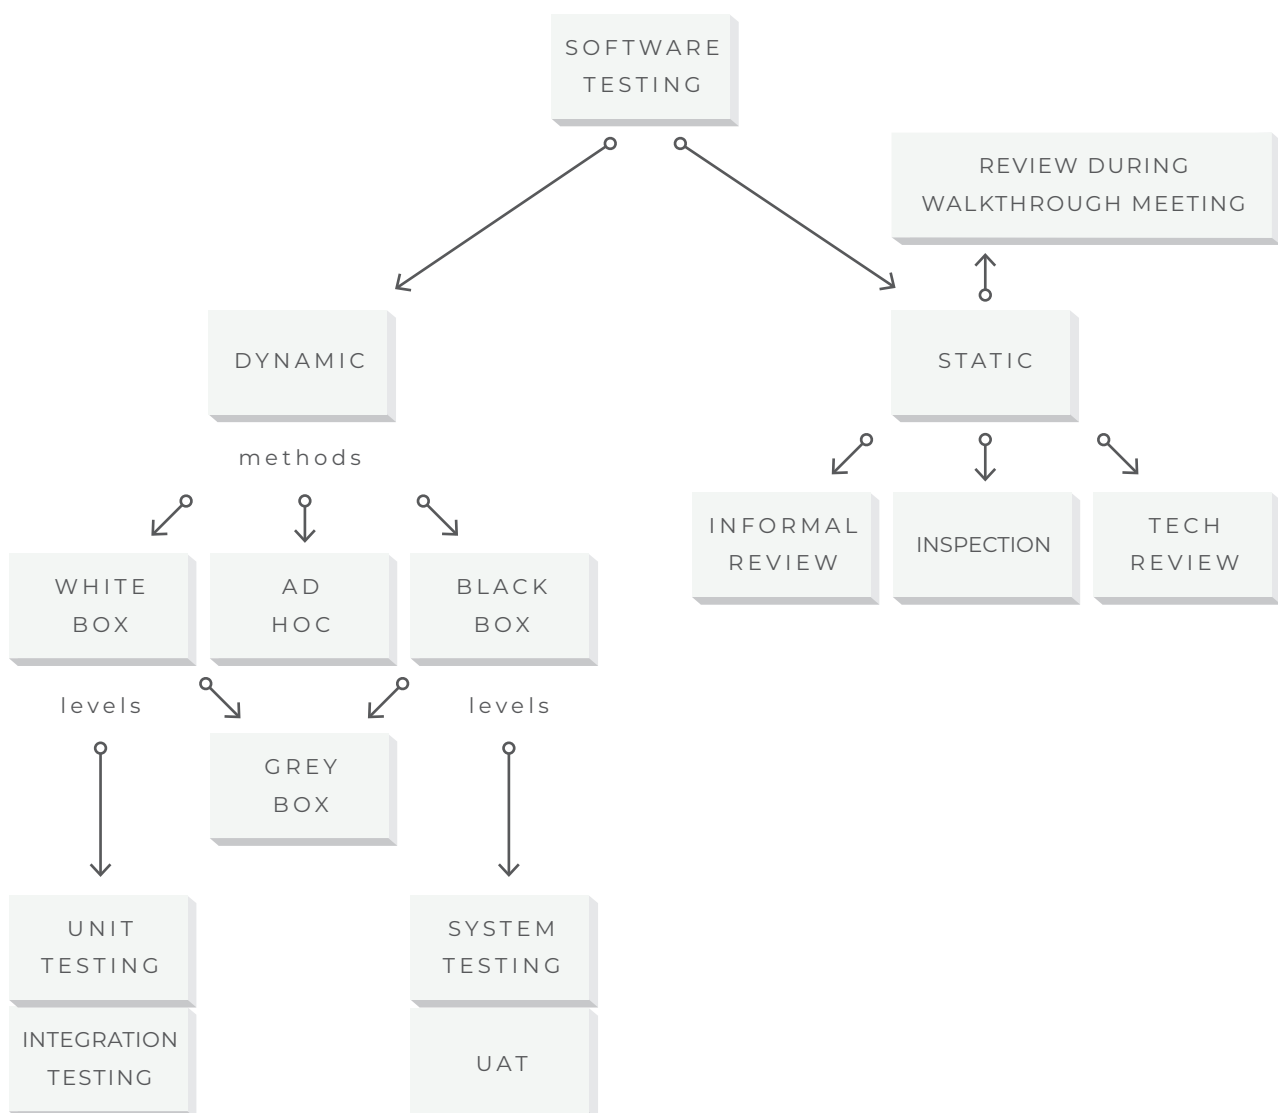 SOFTWARE
TESTING
REVIEW DURING
WALKTHROUGH MEETING
DYNAMIC
STATIC
methods
INFORMAL
REVIEW
INSPECTION
TECH
REVIEW
WHITE
BOX
AD
HOC
BLACK
BOX
levels
levels
GREY
BOX
UNIT
TESTING
SYSTEM
TESTING
INTEGRATION
TESTING
UAT